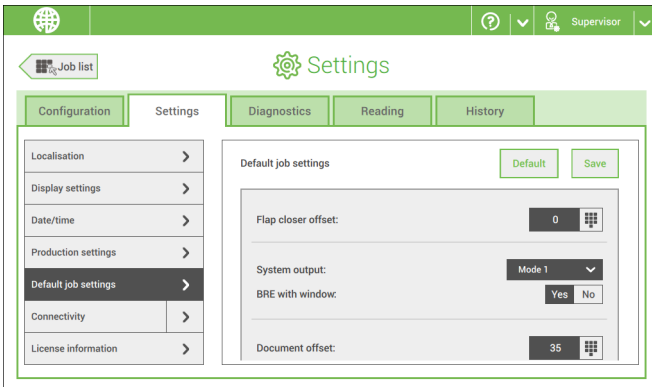 Supervisor
Job list
Settings
Configuration Settings Diagnostics Reading History
Localisation
Display settings
Date/time
Production settings
Default job settings
Connectivity
License information
Default job settings Default Save
Flap closer offset: 0
System output: Mode 1
BRE with window: Yes No
Document offset: 35